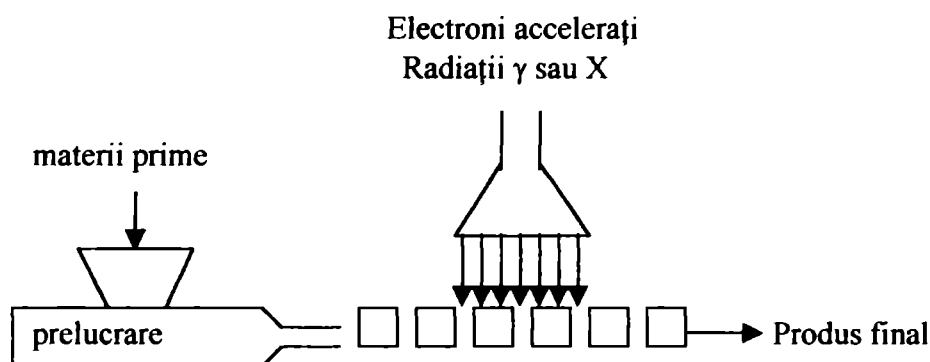 Electroni accelerați
Radiații γ sau X
materii prime
prelucrare
Produs final